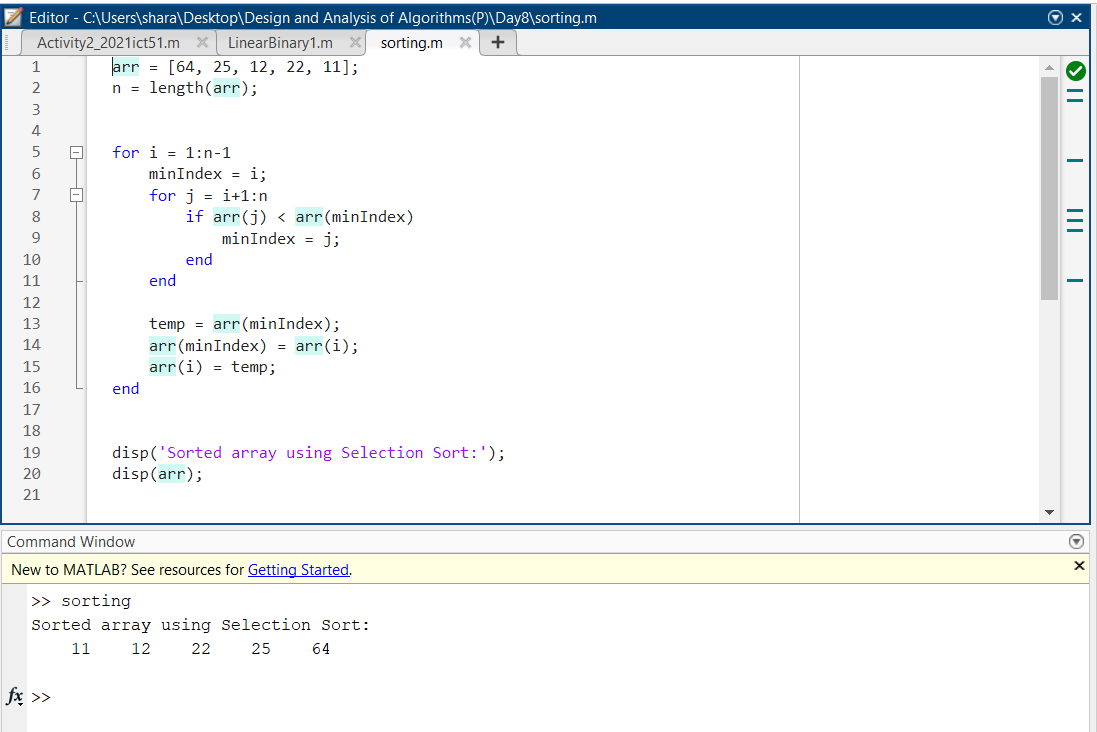 Editor - C:\Users\shara\Desktop\Design and Analysis of Algorithms(P)\Day8\sorting.m
Activity2_2021ict51.m LinearBinary1.m sorting.m +
1 arr = [64, 25, 12, 22, 11];
2 n = length(arr);
3
4
5 for i = 1:n-1
6 minIndex = i;
7 for j = i+1:n
8 if arr(j) < arr(minIndex)
9 minIndex = j;
10 end
11 end
12
13 temp = arr(minIndex);
14 arr(minIndex) = arr(i);
15 arr(i) = temp;
16 end
17
18
19 disp('Sorted array using Selection Sort:');
20 disp(arr);
21
Command Window
New to MATLAB? See resources for Getting Started.
>> sorting
Sorted array using Selection Sort:
11 12 22 25 64
fx >>